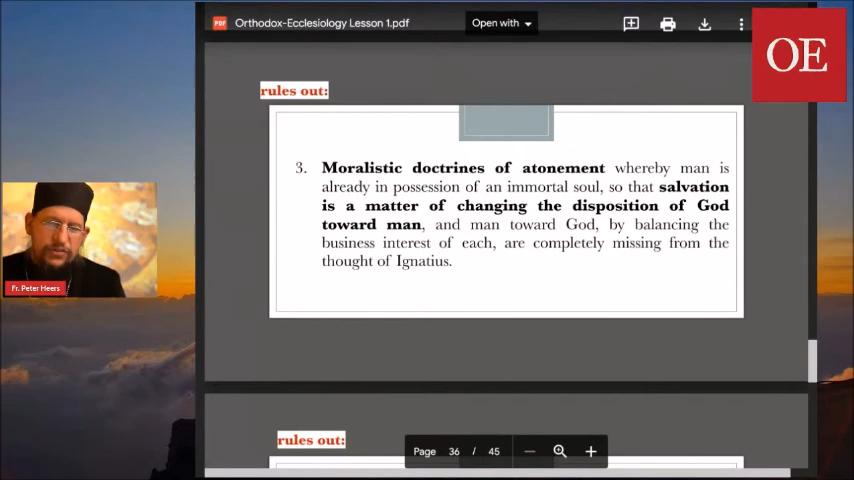 Orthodox-Ecclesiology Lesson 1.pdf
Open with
PDF
OE
rules out:
3. Moralistic doctrines of atonement whereby man is
already in possession of an immortal soul, so that salvation
is a matter of changing the disposition of God
toward man, and man toward God, by balancing the
business interest of each, are completely missing from the
thought of Ignatius.
Fr. Peter Heers
rules out:
Page 36 / 45